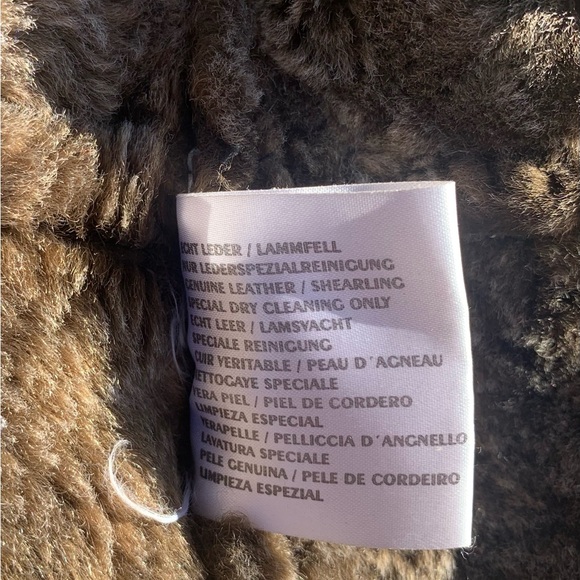 ECHT LEDER / LAMMFELL
NUR LEDERSPEZIALREINIGUNG
GENUINE LEATHER / SHEARLING
SPECIAL DRY CLEANING ONLY
ECHT LEER / LAMSVACHT
SPECIALE REINIGUNG
CUIR VERITABLE / PEAU D´AGNEAU
NETTOGAYE SPECIALE
VERA PIEL / PIEL DE CORDERO
LIMPIEZA ESPECIAL
VERAPELLE / PELLICCIA D´ANGNELLO
LAVATURA SPECIALE
PELE GENUINA / PELE DE CORDEIRO
LIMPIEZA ESPEZIAL